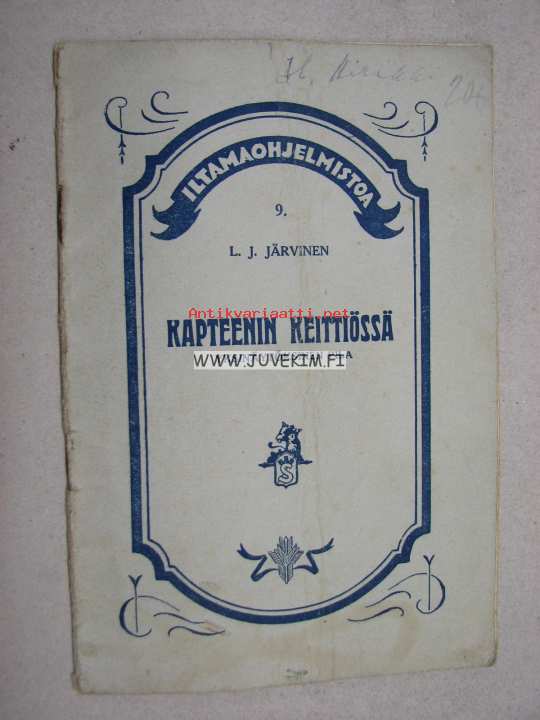 ILTAMAOHJELMISTOA
9.
L. J. JÄRVINEN
Antikvariaatti.net
KAPTEENIN KEITTIÖSSÄ
WWW.JUVEKIM.FI
S